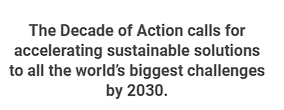 The Decade of Action calls for
accelerating sustainable solutions
to all the world’s biggest challenges
by 2030.